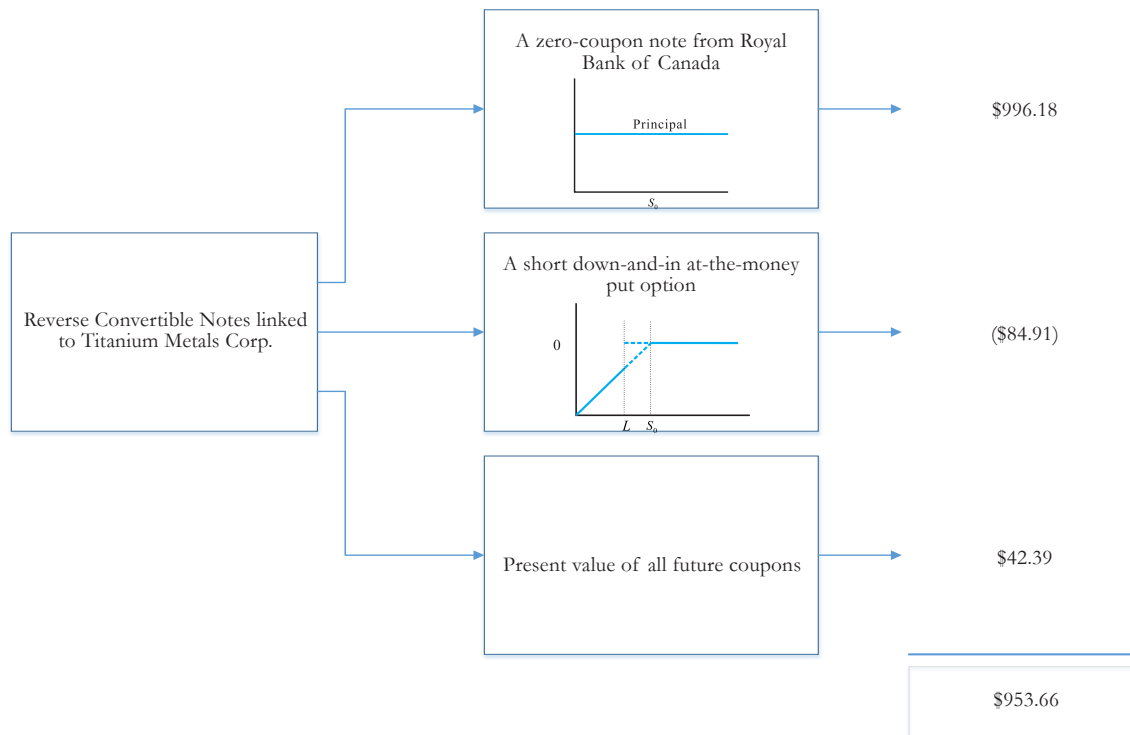 A zero-coupon note from Royal
Bank of Canada
Principal
S₀
$996.18
Reverse Convertible Notes linked
to Titanium Metals Corp.
A short down-and-in at-the-money
put option
0
L
S₀
($84.91)
Present value of all future coupons
$42.39
$953.66